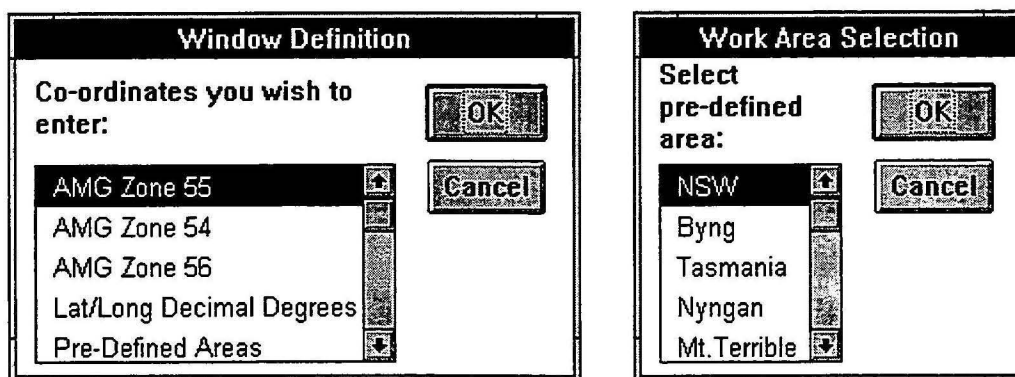 Window Definition
Co-ordinates you wish to
enter:
OK
Cancel
AMG Zone 55
AMG Zone 54
AMG Zone 56
Lat/Long Decimal Degrees
Pre-Defined Areas
Work Area Selection
Select
pre-defined
area:
OK
Cancel
NSW
Byng
Tasmania
Nyngan
Mt.Terrible